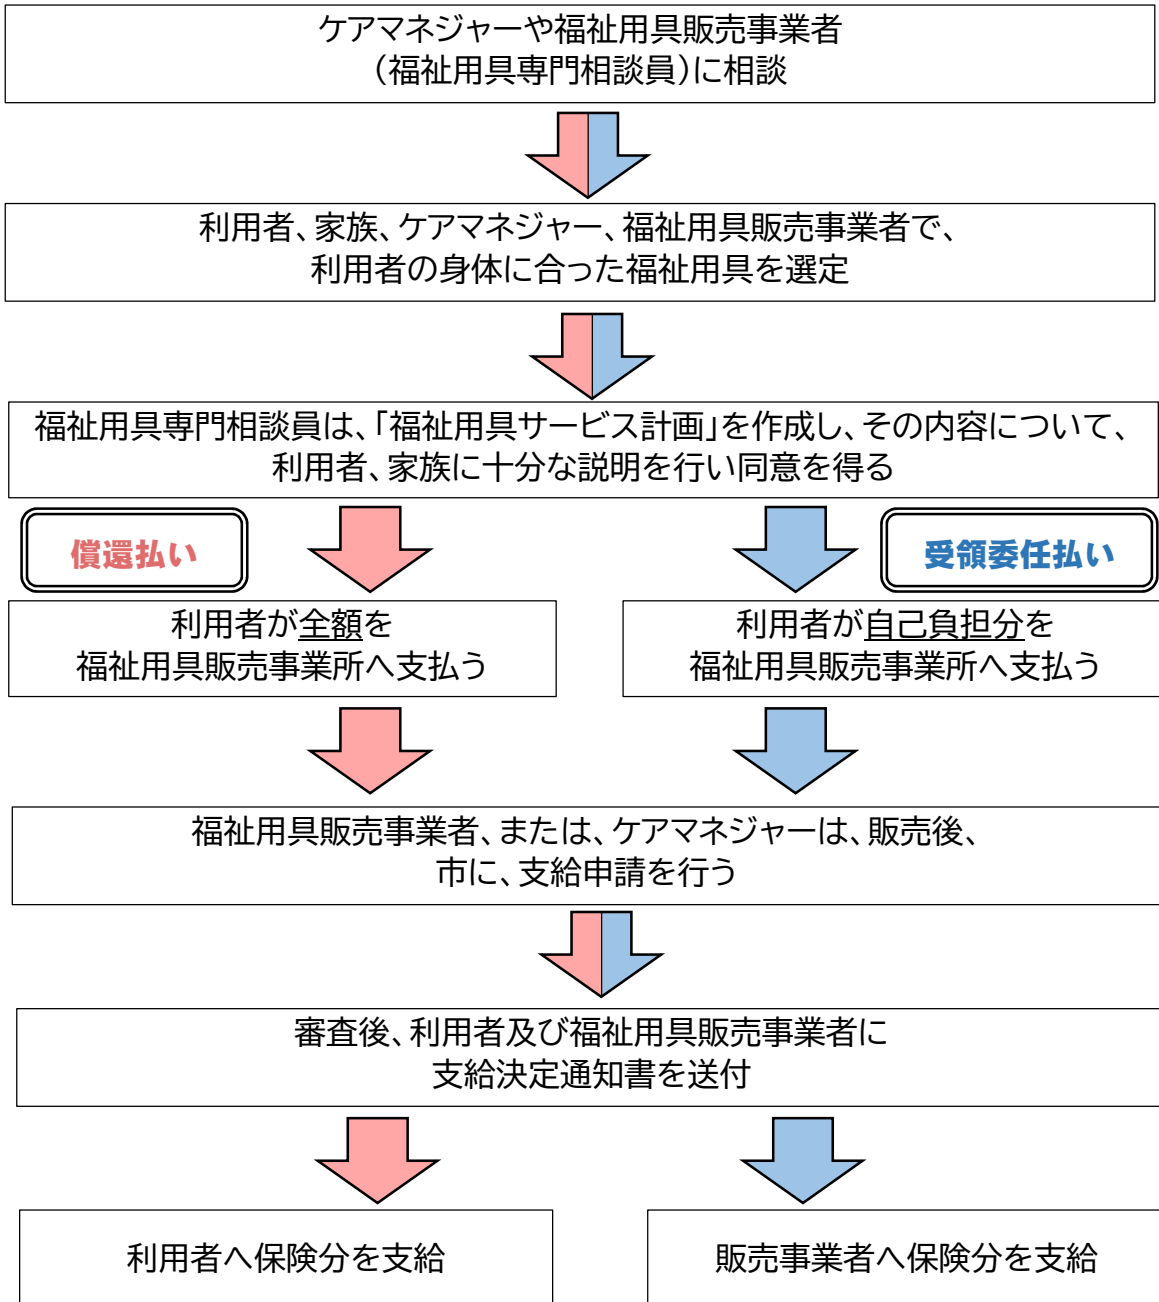 ケアマネジャーや福祉用具販売事業者
（福祉用具専門相談員）に相談
利用者、家族、ケアマネジャー、福祉用具販売事業者で、
利用者の身体に合った福祉用具を選定
福祉用具専門相談員は、「福祉用具サービス計画」を作成し、その内容について、
利用者、家族に十分な説明を行い同意を得る
償還払い
受領委任払い
利用者が全額を
福祉用具販売事業所へ支払う
利用者が自己負担分を
福祉用具販売事業所へ支払う
福祉用具販売事業者、または、ケアマネジャーは、販売後、
市に、支給申請を行う
審査後、利用者及び福祉用具販売事業者に
支給決定通知書を送付
利用者へ保険分を支給
販売事業者へ保険分を支給